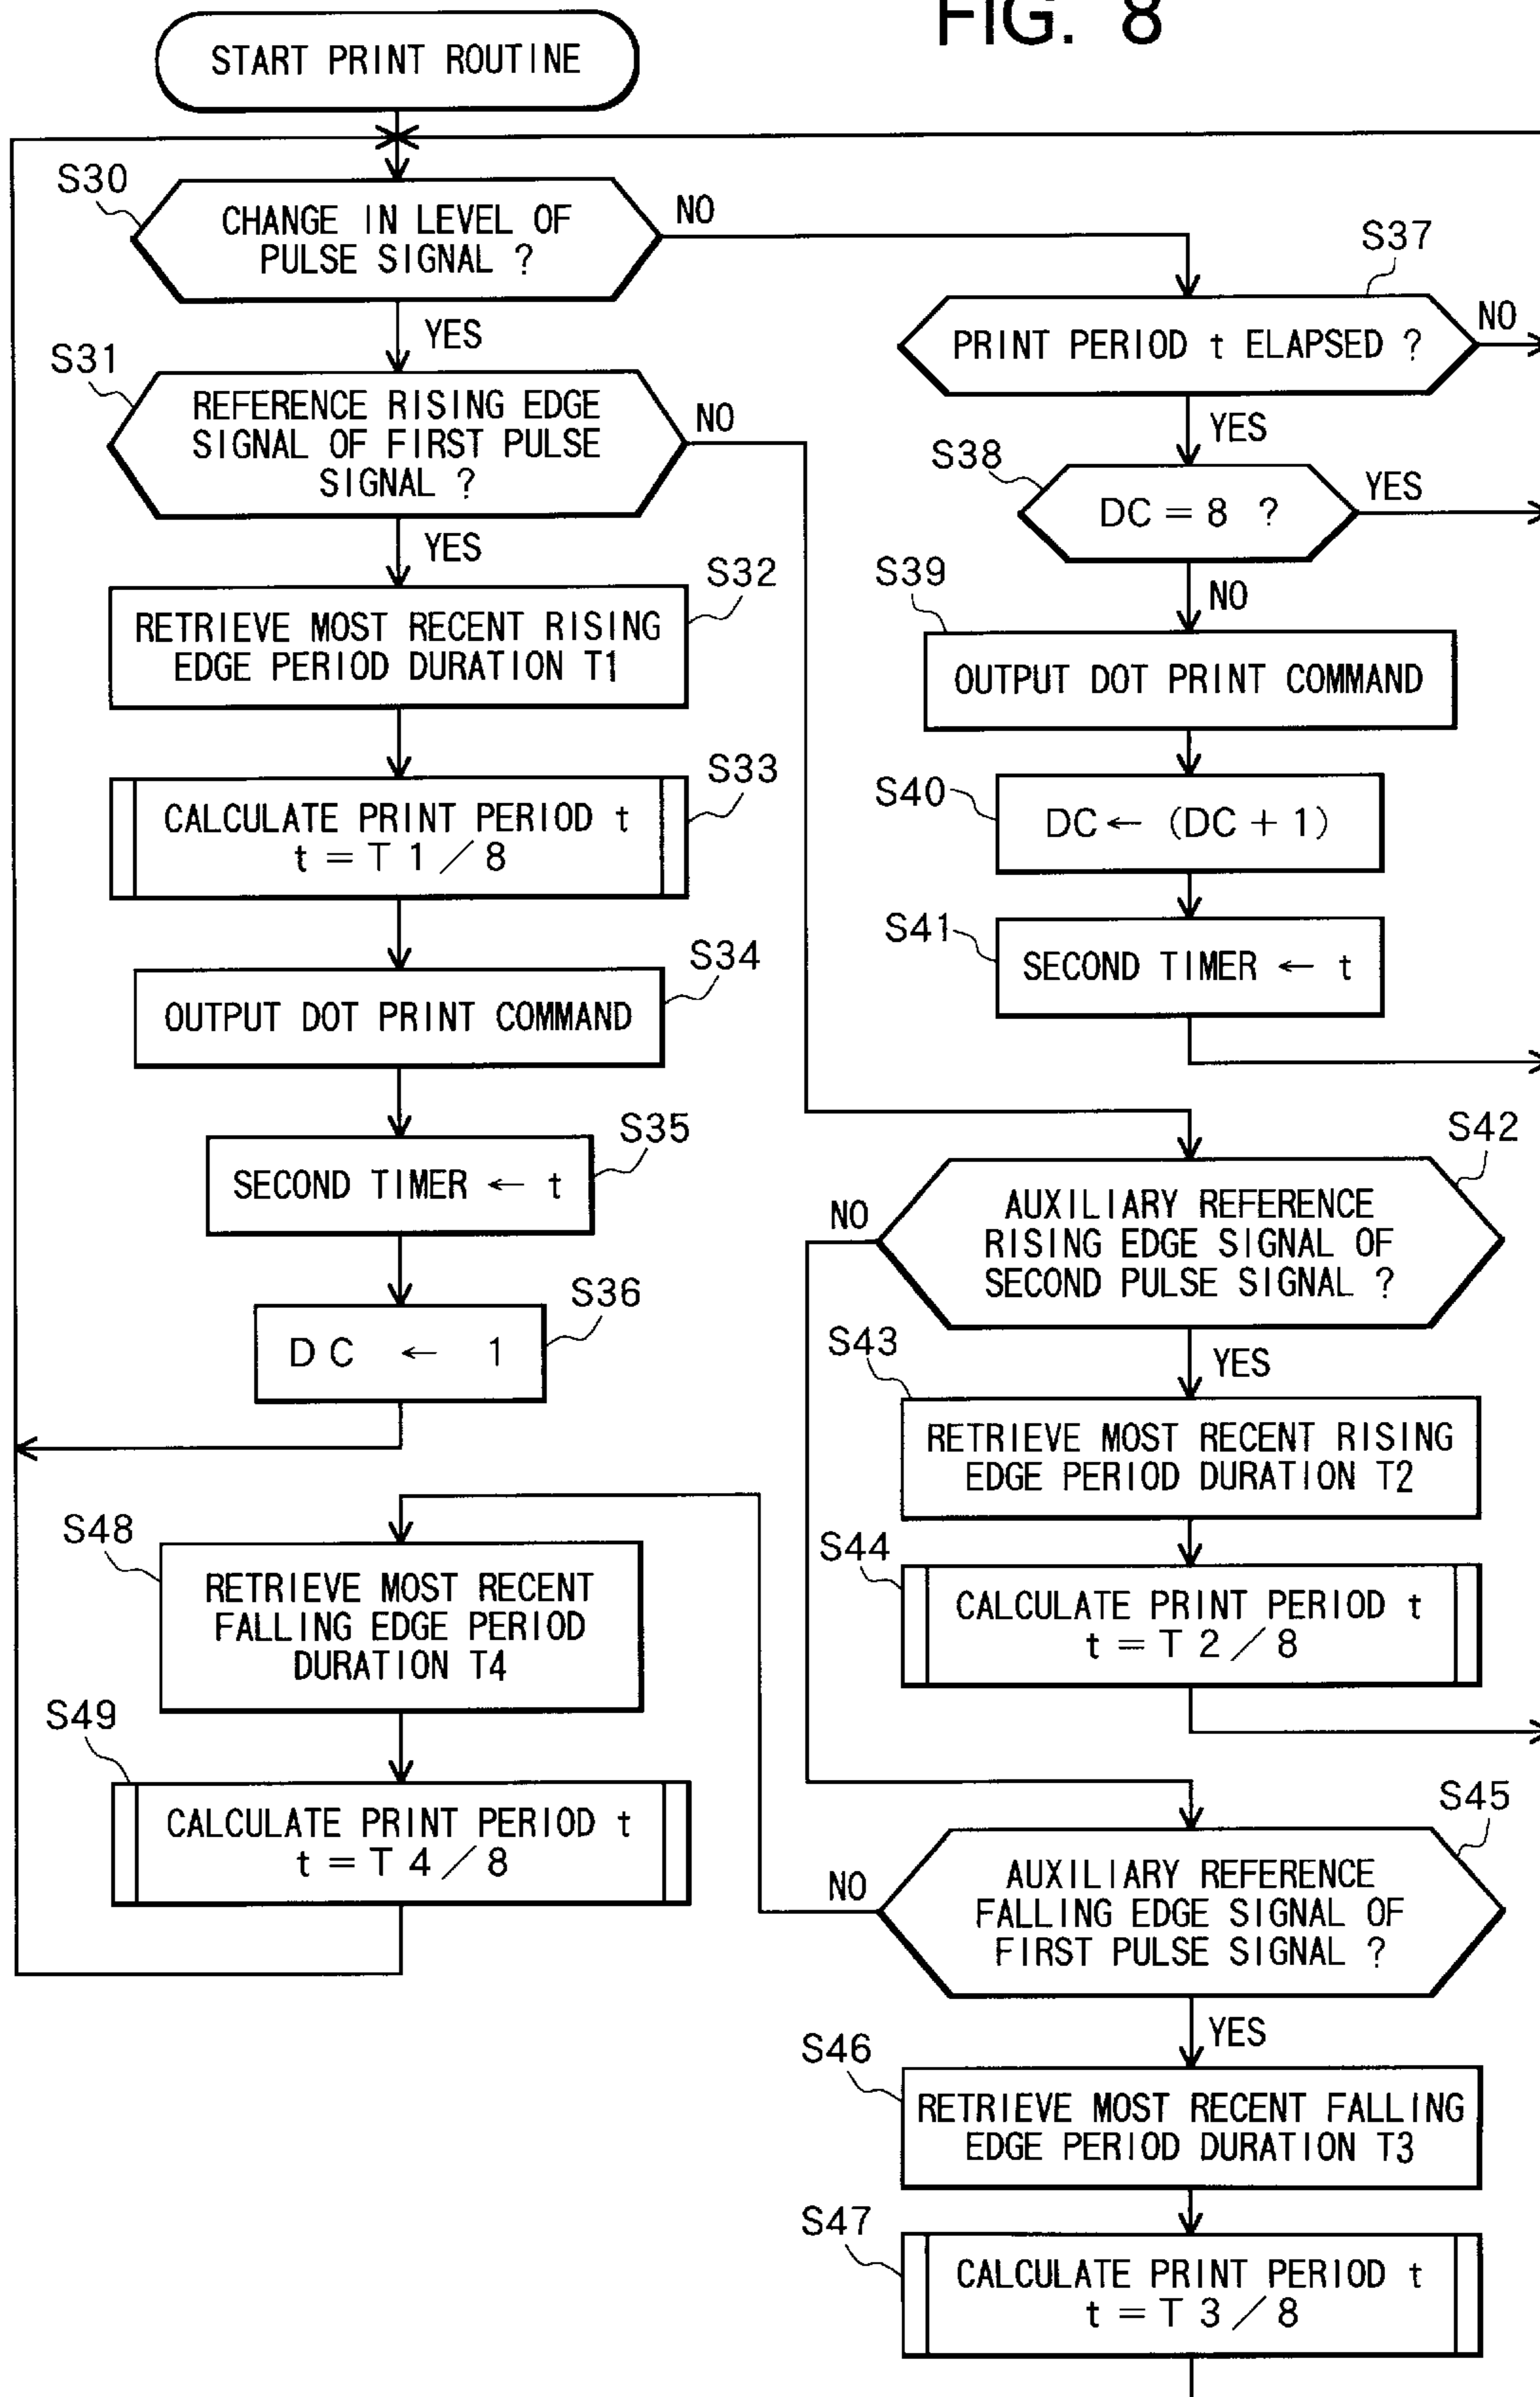 FIG. 8
START PRINT ROUTINE
S30
CHANGE IN LEVEL OF
PULSE SIGNAL ?
NO
YES
S31
REFERENCE RISING EDGE
SIGNAL OF FIRST PULSE
SIGNAL ?
NO
YES
S32
RETRIEVE MOST RECENT RISING
EDGE PERIOD DURATION T1
S33
CALCULATE PRINT PERIOD t
t = T 1 / 8
S34
OUTPUT DOT PRINT COMMAND
S35
SECOND TIMER ← t
S36
D C ← 1
S37
PRINT PERIOD t ELAPSED ?
NO
YES
S38
DC = 8 ?
YES
NO
S39
OUTPUT DOT PRINT COMMAND
S40
DC ← (DC + 1)
S41
SECOND TIMER ← t
S42
AUXILIARY REFERENCE
RISING EDGE SIGNAL OF
SECOND PULSE SIGNAL ?
NO
YES
S43
RETRIEVE MOST RECENT RISING
EDGE PERIOD DURATION T2
S44
CALCULATE PRINT PERIOD t
t = T 2 / 8
S45
AUXILIARY REFERENCE
FALLING EDGE SIGNAL OF
FIRST PULSE SIGNAL ?
NO
YES
S46
RETRIEVE MOST RECENT FALLING
EDGE PERIOD DURATION T3
S47
CALCULATE PRINT PERIOD t
t = T 3 / 8
S48
RETRIEVE MOST RECENT
FALLING EDGE PERIOD
DURATION T4
S49
CALCULATE PRINT PERIOD t
t = T 4 / 8